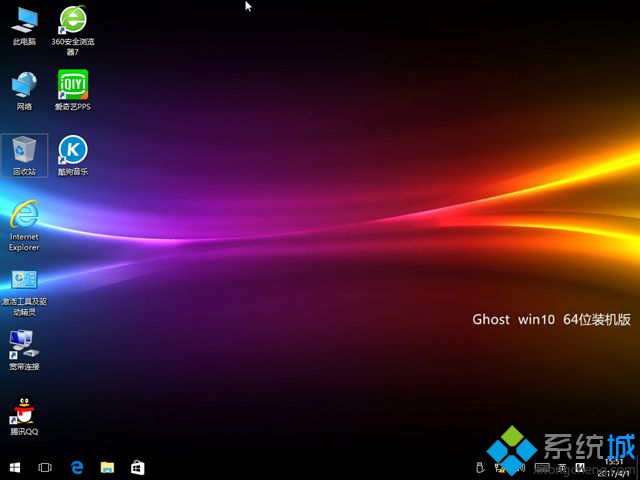 此电脑
360安全浏览
器7
网络
QIYI
爱奇艺PPS
回收站
K
酷狗音乐
Internet
Explorer
激活工具及驱
动精灵
宽带连接
腾讯QQ
Ghost win10 64位装机版
英
15:51
2017/4/1
系统城
xitongcheng.com